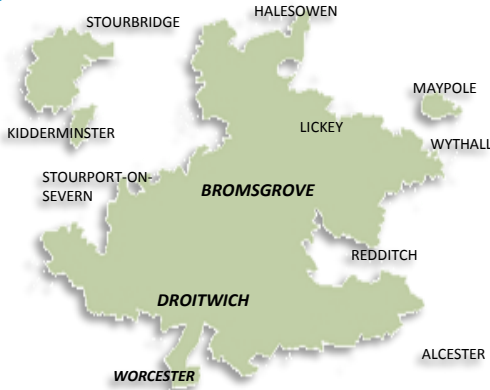 HALESOWEN
STOURBRIDGE
MAYPOLE
LICKEY
KIDDERMINSTER
WYTHALL
STOURPORT-ON-
SEVERN
BROMSGROVE
REDDITCH
DROITWICH
ALCESTER
WORCESTER